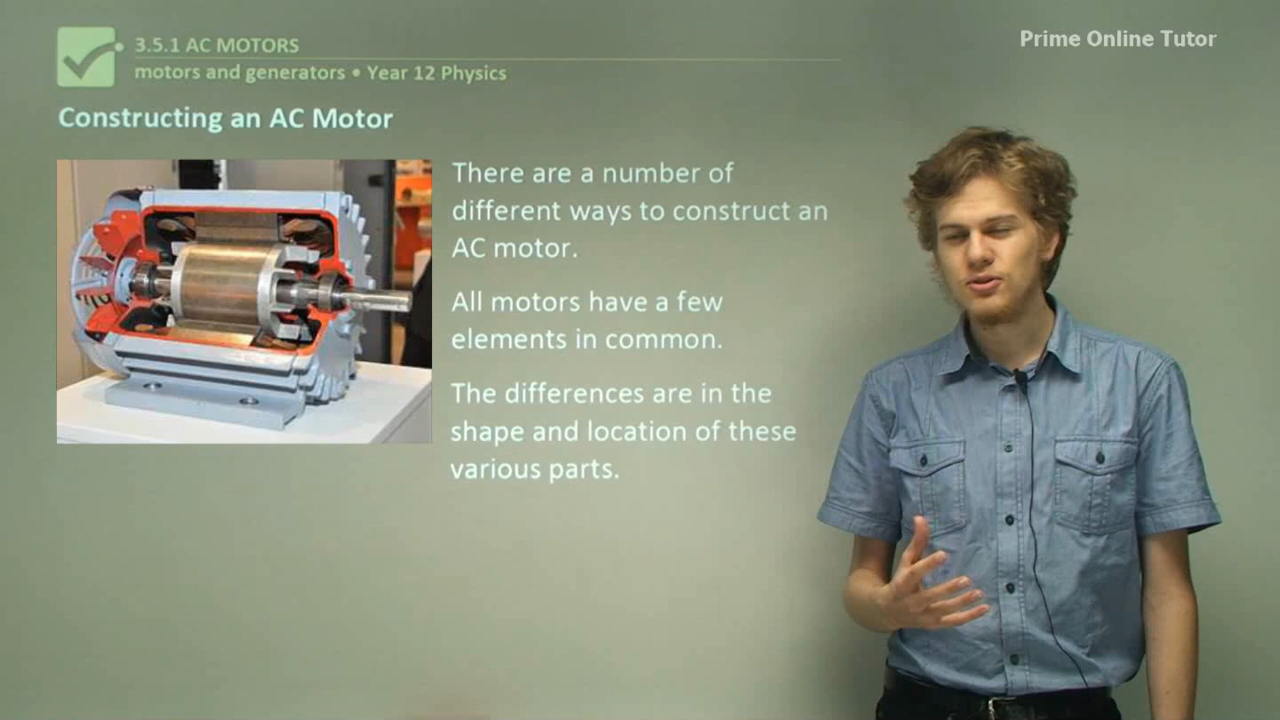 3.5.1 AC MOTORS
motors and generators • Year 12 Physics
Prime Online Tutor
Constructing an AC Motor
There are a number of
different ways to construct an
AC motor.
All motors have a few
elements in common.
The differences are in the
shape and location of these
various parts.